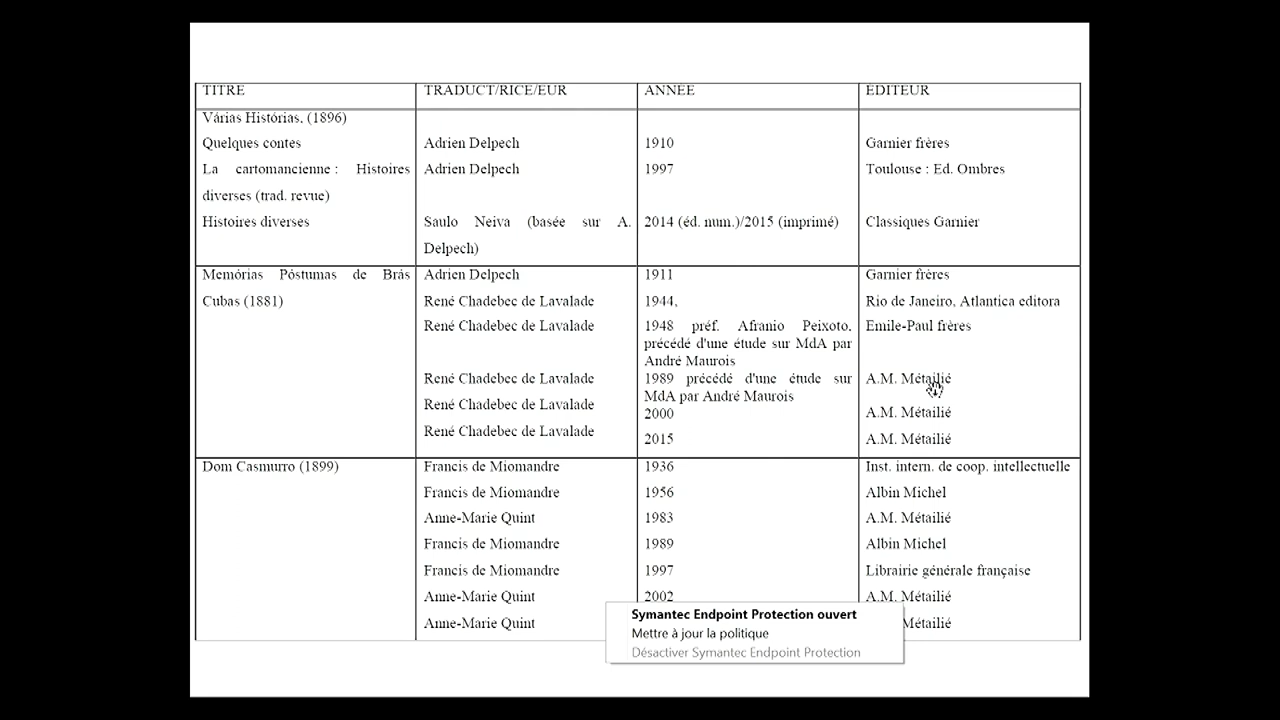 TITRE TRADUCT/RICE/EUR ANNEE EDITEUR
Várias Histórias, (1896)
Quelques contes Adrien Delpech 1910 Garnier frères
La cartomancienne : Histoires Adrien Delpech 1997 Toulouse : Ed. Ombres
diverses (trad. revue)
Histoires diverses Saulo Neiva (basée sur A. 2014 (éd. num.)/2015 (imprimé) Classiques Garnier
Delpech)
Memórias Póstumas de Brás Adrien Delpech 1911 Garnier frères
Cubas (1881) René Chadebec de Lavalade 1944, Rio de Janeiro, Atlantica editora
René Chadebec de Lavalade 1948 préf. Afranio Peixoto, Emile-Paul frères
précédé d'une étude sur MdA par
André Maurois
René Chadebec de Lavalade 1989 précédé d'une étude sur A.M. Métailié
MdA par André Maurois
René Chadebec de Lavalade 2000 A.M. Métailié
René Chadebec de Lavalade 2015 A.M. Métailié
Dom Casmurro (1899) Francis de Miomandre 1936 Inst. intern. de coop. intellectuelle
Francis de Miomandre 1956 Albin Michel
Anne-Marie Quint 1983 A.M. Métailié
Francis de Miomandre 1989 Albin Michel
Francis de Miomandre 1997 Librairie générale française
Anne-Marie Quint 2002 A.M. Métailié
Anne-Marie Quint Métailié
Symantec Endpoint Protection ouvert
Mettre à jour la politique
Désactiver Symantec Endpoint Protection